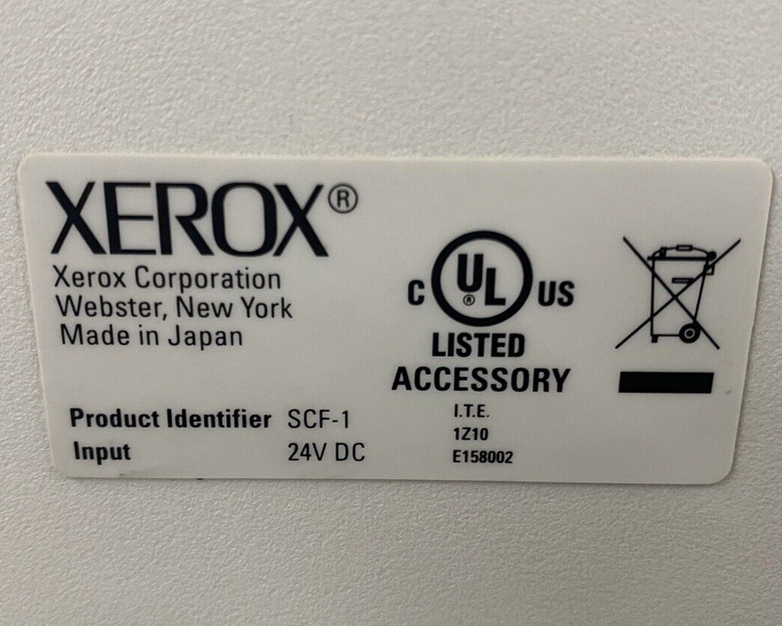 XEROX®
Xerox Corporation
Webster, New York
Made in Japan
Product Identifier SCF-1
Input 24V DC
C UL® US
LISTED
ACCESSORY
I.T.E.
1Z10
E158002